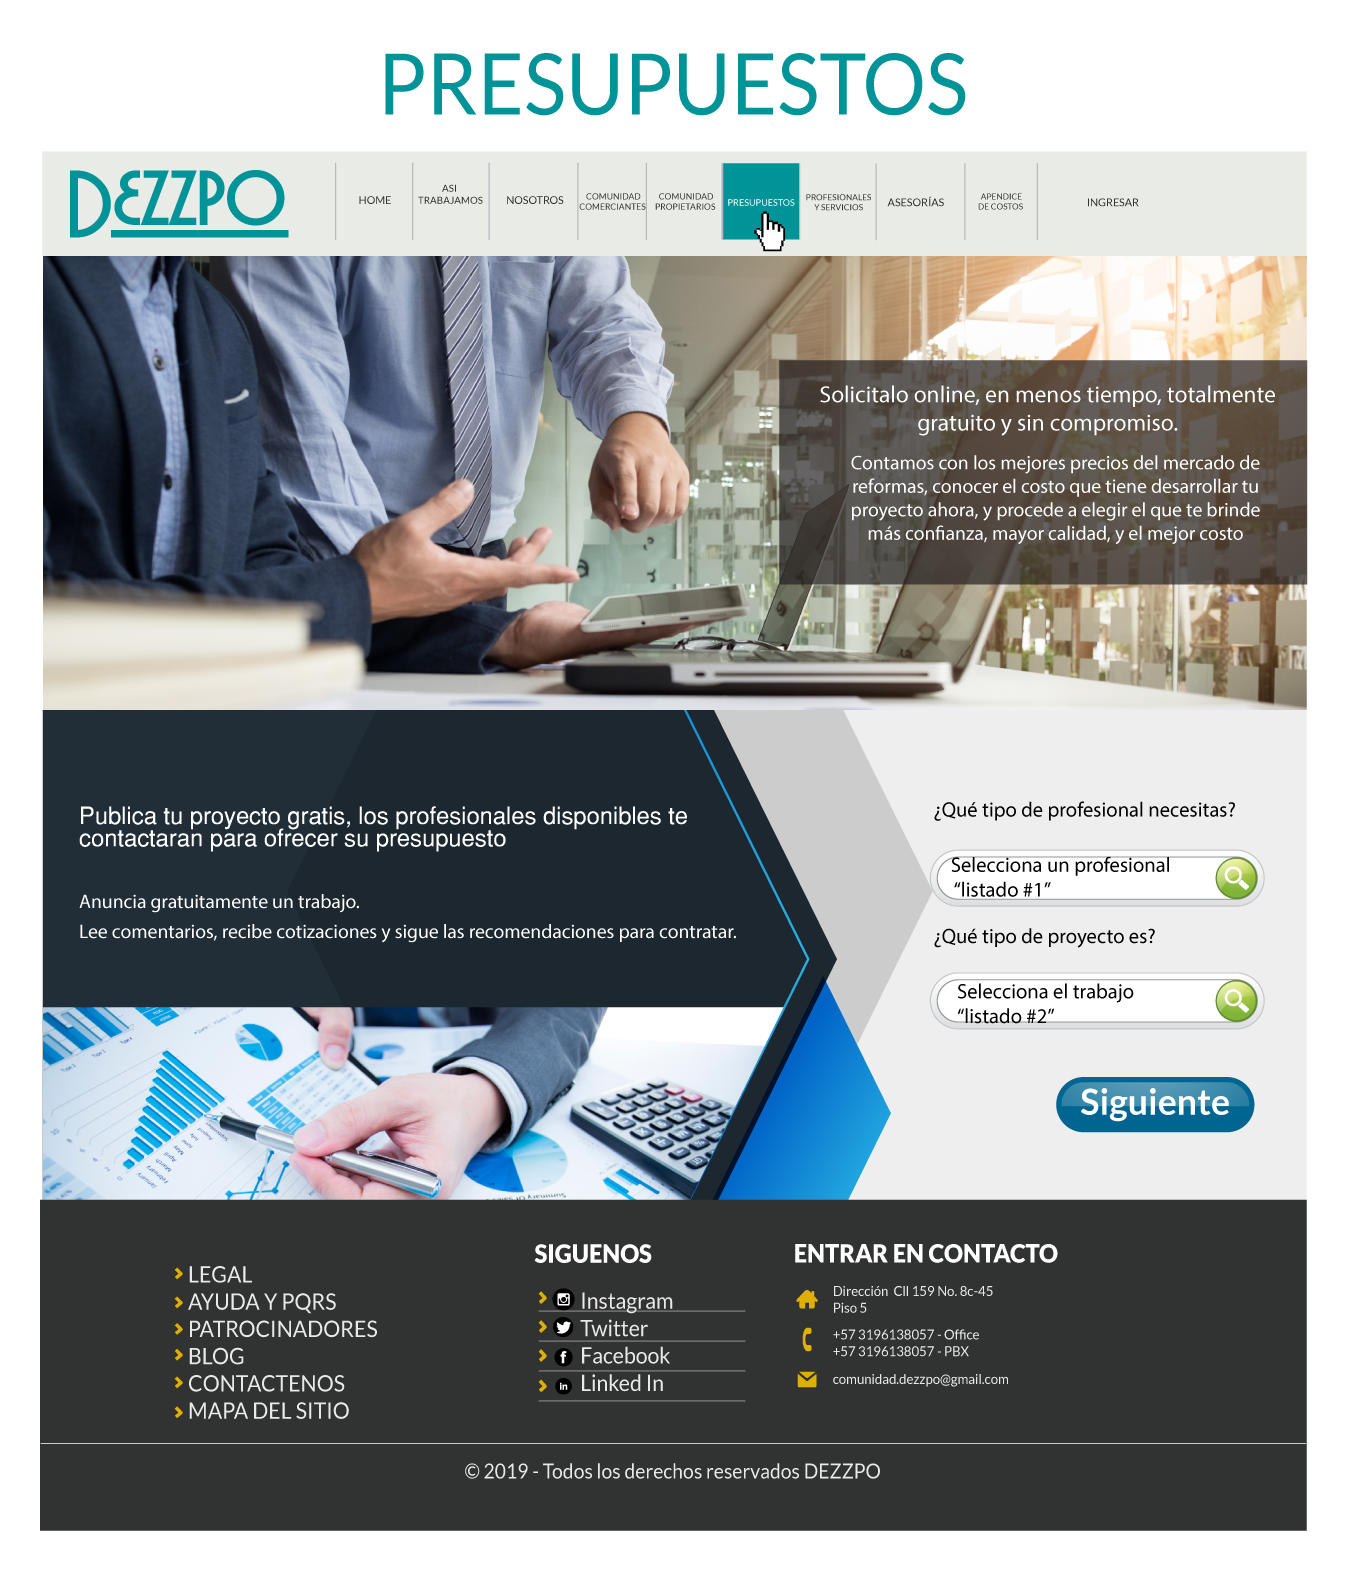 PRESUPUESTOS
DEZZPO
HOME
ASI
TRABAJAMOS
NOSOTROS
COMUNIDAD
COMERCIANTES
COMUNIDAD
PROPIETARIOS
PRESUPUESTOS
PROFESIONALES
Y SERVICIOS
ASESORÍAS
APENDICE
DE COSTOS
INGRESAR
Solicitalo online, en menos tiempo, totalmente
gratuito y sin compromiso.
Contamos con los mejores precios del mercado de
reformas, conocer el costo que tiene desarrollar tu
proyecto ahora, y procede a elegir el que te brinde
más confianza, mayor calidad, y el mejor costo
Publica tu proyecto gratis, los profesionales disponibles te
contactaran para ofrecer su presupuesto
Anuncia gratuitamente un trabajo.
Lee comentarios, recibe cotizaciones y sigue las recomendaciones para contratar.
¿Qué tipo de profesional necesitas?
Selecciona un profesional
“listado #1”
¿Qué tipo de proyecto es?
Selecciona el trabajo
“listado #2”
Siguiente
LEGAL
AYUDA Y PQRS
PATROCINADORES
BLOG
CONTACTENOS
MAPA DEL SITIO
SIGUENOS
Instagram
Twitter
Facebook
Linked In
ENTRAR EN CONTACTO
Dirección Cll 159 No. 8c-45
Piso 5
+57 3196138057 - Office
+57 3196138057 - PBX
comunidad.dezzpo@gmail.com
© 2019 - Todos los derechos reservados DEZZPO